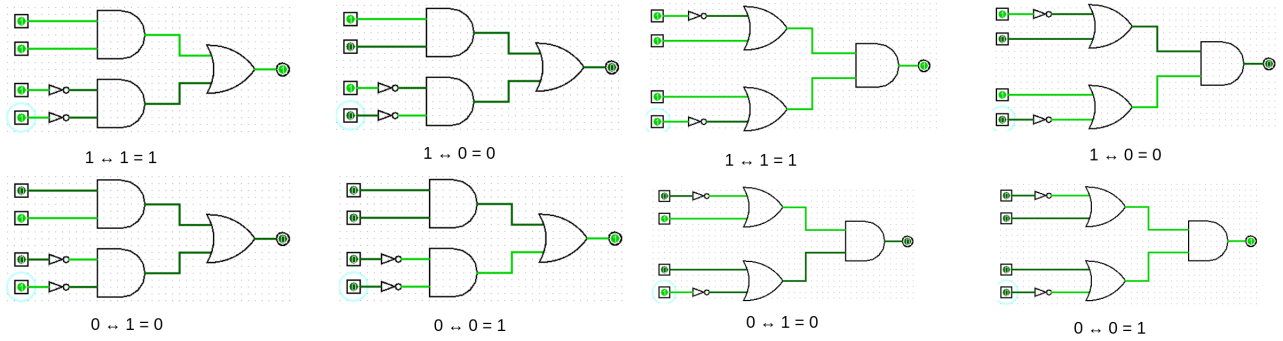 1 ↔ 1 = 1
1 ↔ 0 = 0
1 ↔ 1 = 1
1 ↔ 0 = 0
0 ↔ 1 = 0
0 ↔ 0 = 1
0 ↔ 1 = 0
0 ↔ 0 = 1